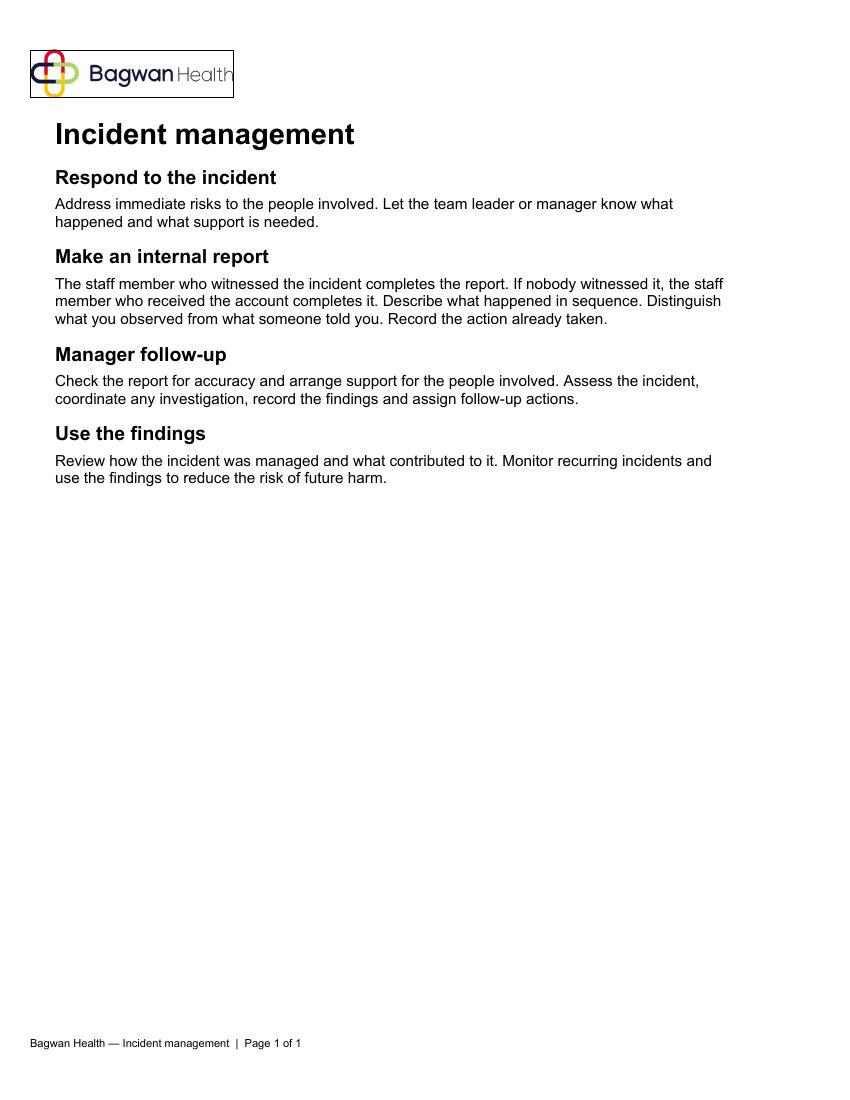 Bagwan Health
Incident management
Respond to the incident
Address immediate risks to the people involved. Let the team leader or manager know what
happened and what support is needed.
Make an internal report
The staff member who witnessed the incident completes the report. If nobody witnessed it, the staff
member who received the account completes it. Describe what happened in sequence. Distinguish
what you observed from what someone told you. Record the action already taken.
Manager follow-up
Check the report for accuracy and arrange support for the people involved. Assess the incident,
coordinate any investigation, record the findings and assign follow-up actions.
Use the findings
Review how the incident was managed and what contributed to it. Monitor recurring incidents and
use the findings to reduce the risk of future harm.
Bagwan Health — Incident management | Page 1 of 1